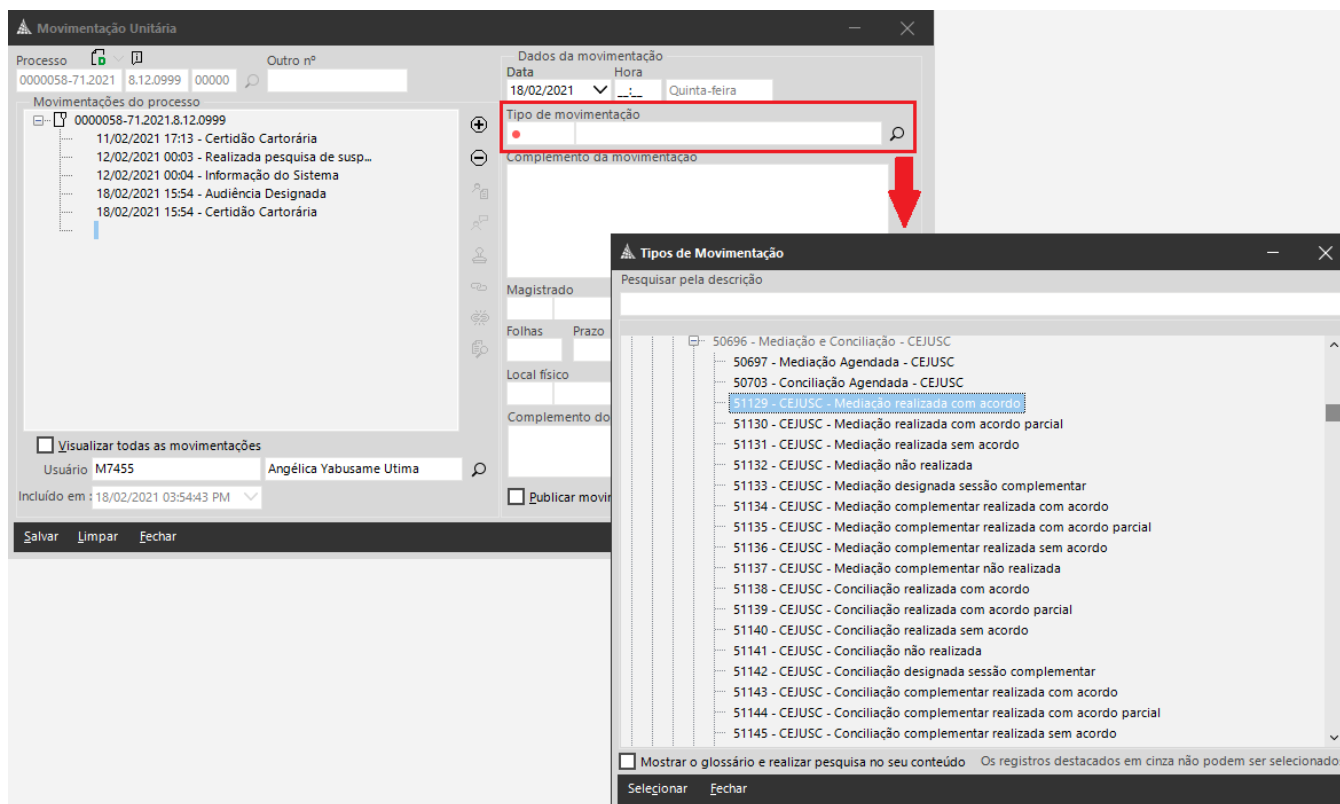 Movimentação Unitária
Processo
Outro nº
0000058-71.2021 8.12.0999 00000
Movimentações do processo
0000058-71.2021.8.12.0999
11/02/2021 17:13 - Certidão Cartorária
12/02/2021 00:03 - Realizada pesquisa de susp...
12/02/2021 00:04 - Informação do Sistema
18/02/2021 15:54 - Audiência Designada
18/02/2021 15:54 - Certidão Cartorária
Visualizar todas as movimentações
Usuário M7455 Angélica Yabusame Utima
Incluído em : 18/02/2021 03:54:43 PM
Salvar Limpar Fechar
Dados da movimentação
Data Hora
18/02/2021 __:__ Quinta-feira
Tipo de movimentação
Complemento da movimentação
Magistrado
Folhas Prazo
Local físico
Complemento do
Publicar movir
Tipos de Movimentação
Pesquisar pela descrição
50696 - Mediação e Conciliação - CEJUSC
50697 - Mediação Agendada - CEJUSC
50703 - Conciliação Agendada - CEJUSC
51129 - CEJUSC - Mediação realizada com acordo
51130 - CEJUSC - Mediação realizada com acordo parcial
51131 - CEJUSC - Mediação realizada sem acordo
51132 - CEJUSC - Mediação não realizada
51133 - CEJUSC - Mediação designada sessão complementar
51134 - CEJUSC - Mediação complementar realizada com acordo
51135 - CEJUSC - Mediação complementar realizada com acordo parcial
51136 - CEJUSC - Mediação complementar realizada sem acordo
51137 - CEJUSC - Mediação complementar não realizada
51138 - CEJUSC - Conciliação realizada com acordo
51139 - CEJUSC - Conciliação realizada com acordo parcial
51140 - CEJUSC - Conciliação realizada sem acordo
51141 - CEJUSC - Conciliação não realizada
51142 - CEJUSC - Conciliação designada sessão complementar
51143 - CEJUSC - Conciliação complementar realizada com acordo
51144 - CEJUSC - Conciliação complementar realizada com acordo parcial
51145 - CEJUSC - Conciliação complementar realizada sem acordo
Mostrar o glossário e realizar pesquisa no seu conteúdo Os registros destacados em cinza não podem ser selecionado
Selecionar Fechar